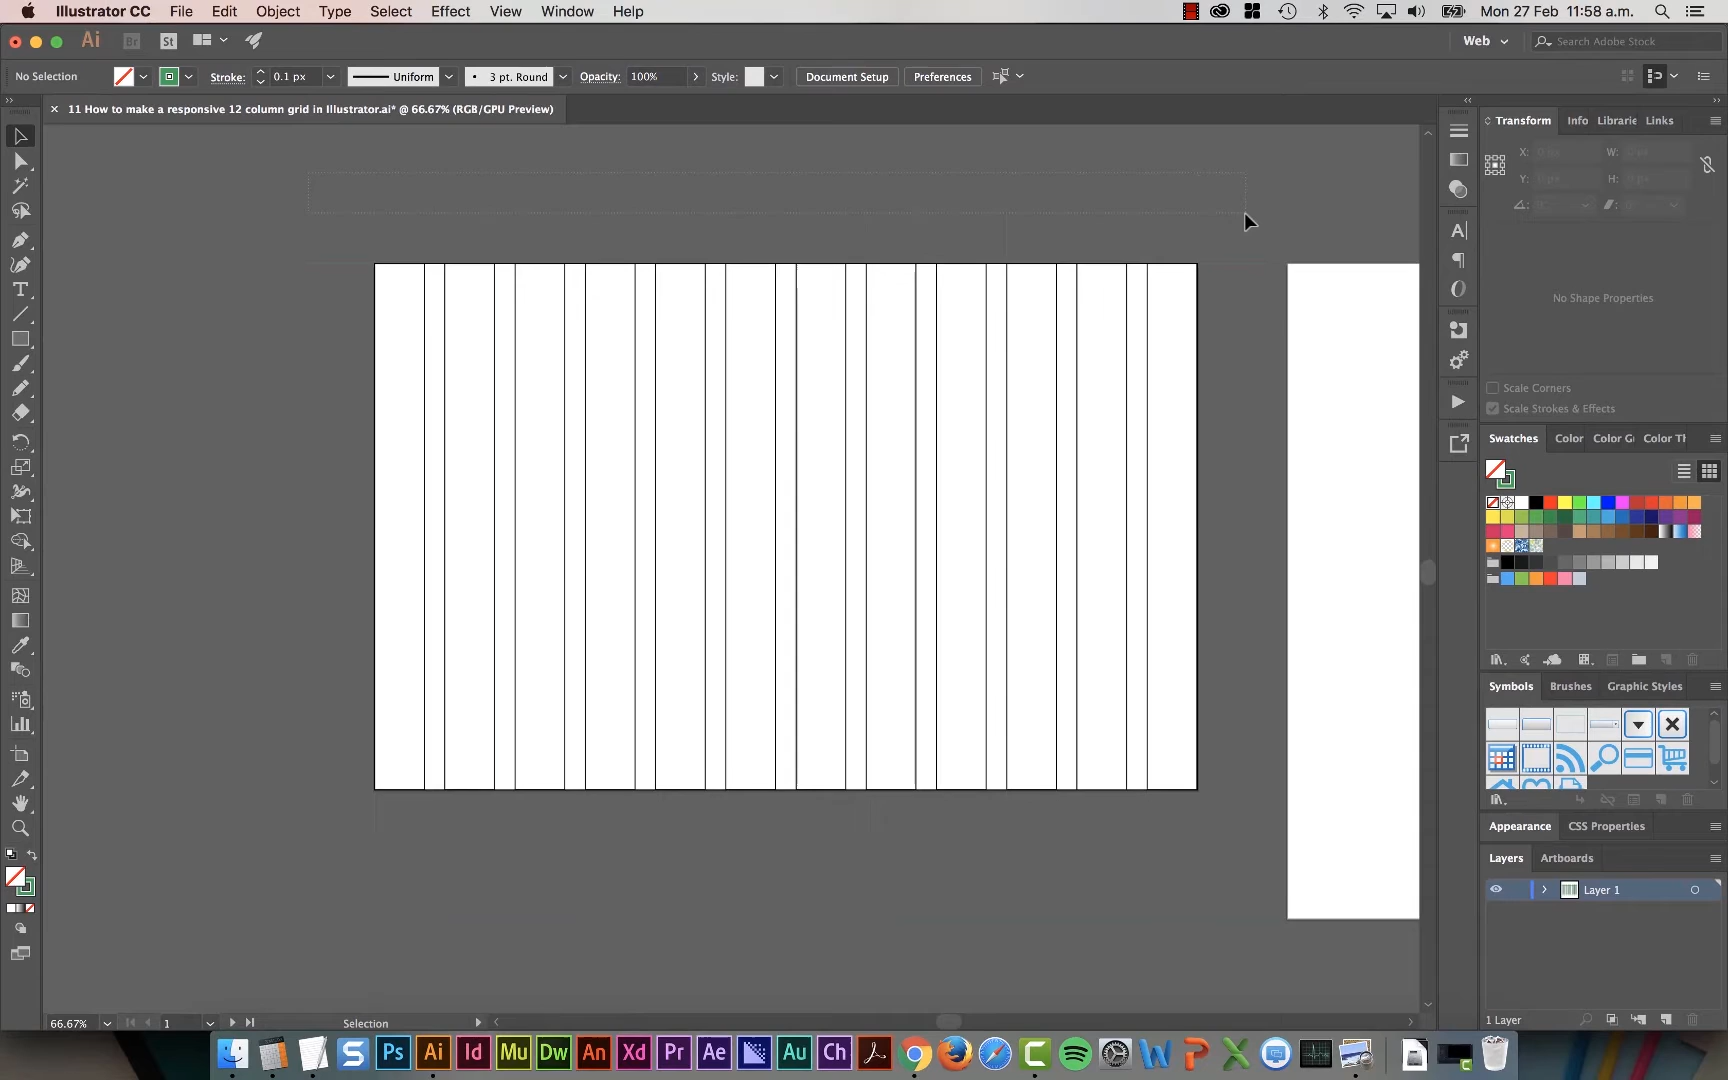 Illustrator CC File Edit Object Type Select Effect View Window Help Mon 27 Feb 11:58 a.m.
Ai Br St Web Search Adobe Stock
No Selection Stroke: 0.1 px Uniform 3 pt. Round Opacity: 100% Style: Document Setup Preferences
× 11 How to make a responsive 12 column grid in Illustrator.ai* @ 66.67% (RGB/GPU Preview)
Transform Info Librarie Links
X: W:
Y: H:
No Shape Properties
Scale Corners
Scale Strokes & Effects
Swatches Color Color G Color Tl
Symbols Brushes Graphic Styles
Appearance CSS Properties
Layers Artboards
Layer 1
66.67% 1 Selection 1 Layer
S Ps Ai Id Mu Dw An Xd Pr Ae Au Ch